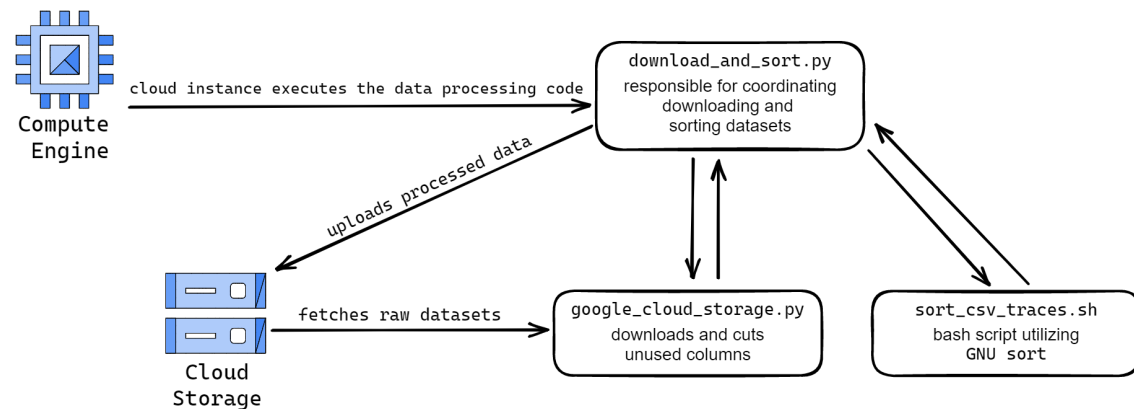 Compute
Engine
cloud instance executes the data processing code
download_and_sort.py
responsible for coordinating
downloading and
sorting datasets
uploads processed data
Cloud
Storage
fetches raw datasets
google_cloud_storage.py
downloads and cuts
unused columns
sort_csv_traces.sh
bash script utilizing
GNU sort